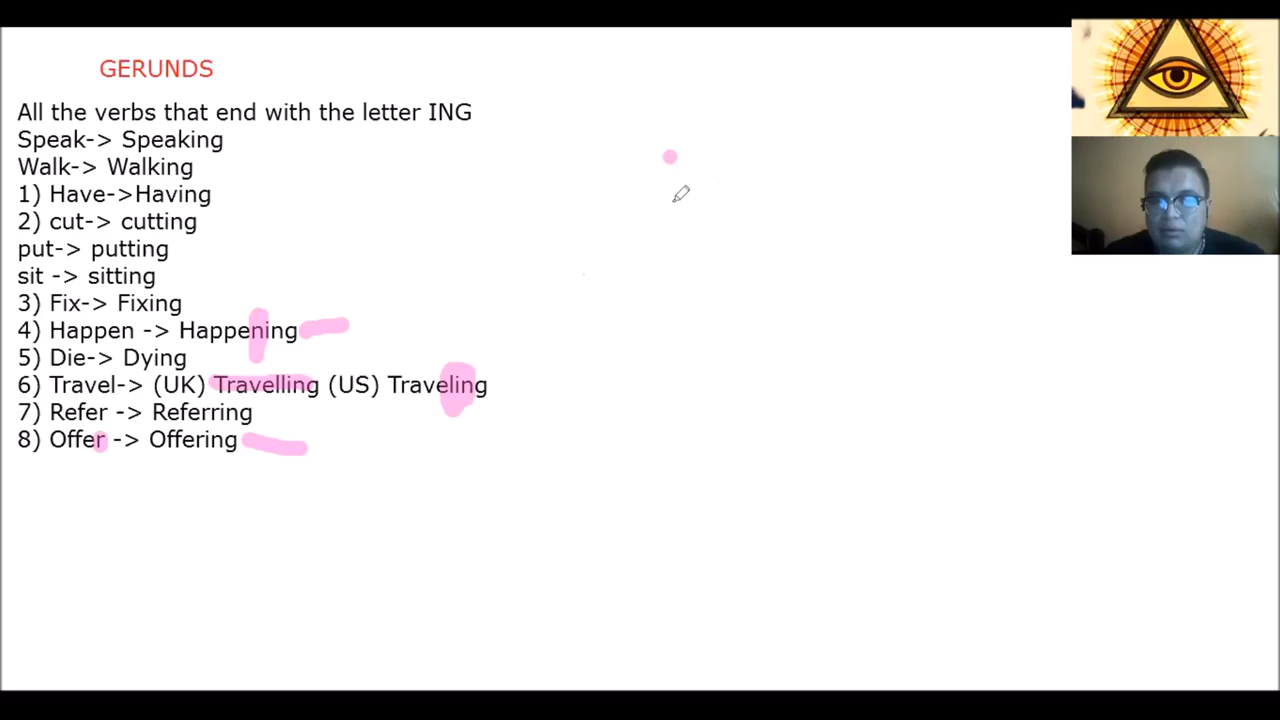 GERUNDS
All the verbs that end with the letter ING
Speak-> Speaking
Walk-> Walking
1) Have->Having
2) cut-> cutting
put-> putting
sit -> sitting
3) Fix-> Fixing
4) Happen -> Happening
5) Die-> Dying
6) Travel-> (UK) Travelling (US) Traveling
7) Refer -> Referring
8) Offer -> Offering